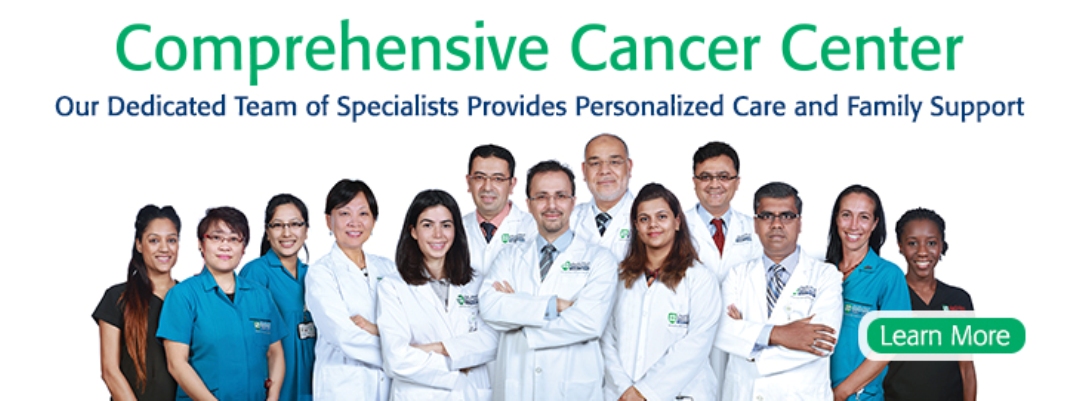 Comprehensive Cancer Center
Our Dedicated Team of Specialists Provides Personalized Care and Family Support
Learn More